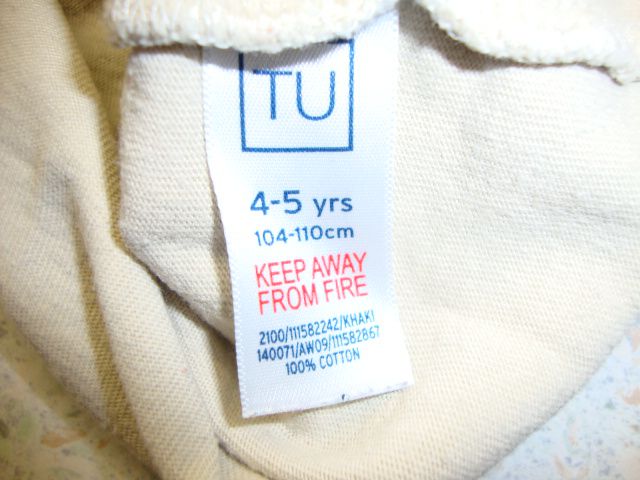 TU
4-5 yrs
104-110cm
KEEP AWAY
FROM FIRE
2100/111582242/KHAKI
140071/AW09/111582867
100% COTTON